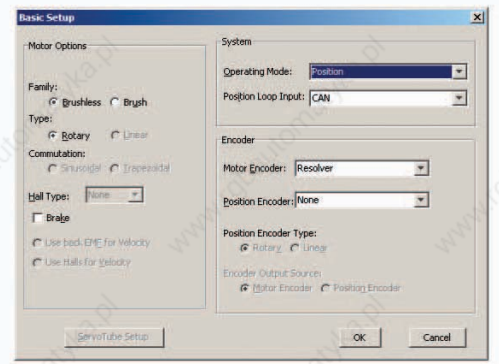 Basic Setup
Motor Options
Family:
Brushless Brush
Type:
Rotary Linear
Commutation:
Sinusoidal Trapezoidal
Hall Type: None
Brake
Use back EMF for Velocity
Use Halls for Velocity
ServoTube Setup
System
Operating Mode: Position
Position Loop Input: CAN
Encoder
Motor Encoder: Resolver
Position Encoder: None
Position Encoder Type:
Rotary Linear
Encoder Output Source:
Motor Encoder Position Encoder
OK Cancel